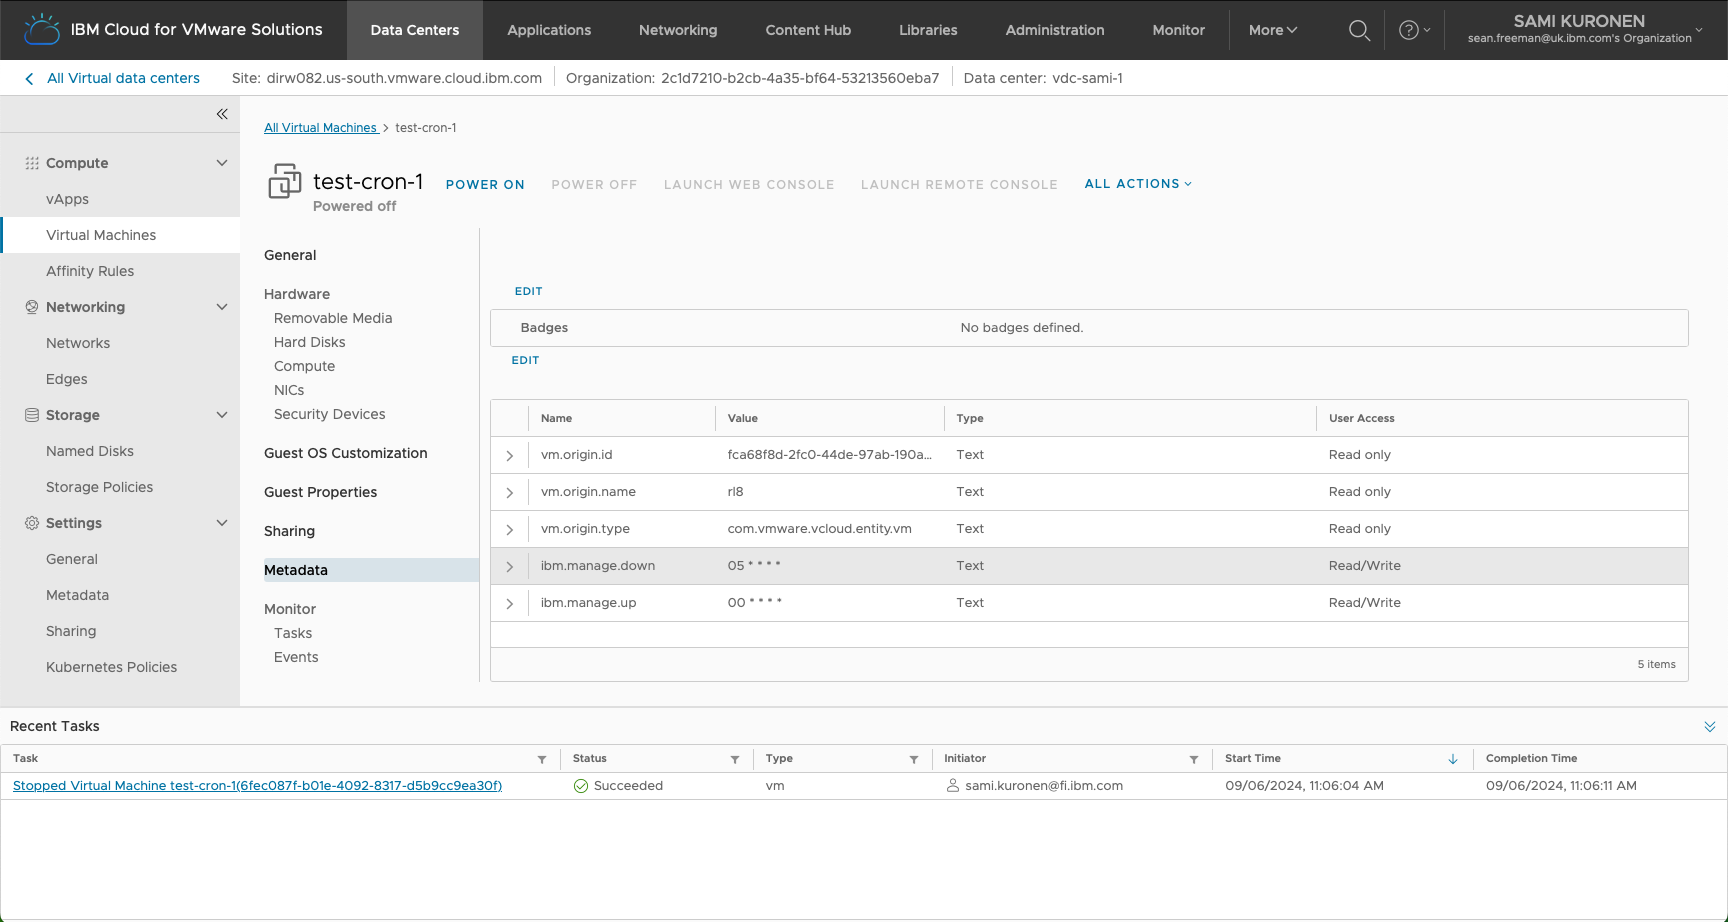 IBM Cloud for VMware Solutions
Data Centers
Applications
Networking
Content Hub
Libraries
Administration
Monitor
More
SAMI KURONEN
sean.freeman@uk.ibm.com's Organization
All Virtual data centers
Site: dirw082.us-south.vmware.cloud.ibm.com
Organization: 2c1d7210-b2cb-4a35-bf64-53213560eba7
Data center: vdc-sami-1
Compute
vApps
Virtual Machines
Affinity Rules
Networking
Networks
Edges
Storage
Named Disks
Storage Policies
Settings
General
Metadata
Sharing
Kubernetes Policies
All Virtual Machines > test-cron-1
test-cron-1
Powered off
POWER ON
POWER OFF
LAUNCH WEB CONSOLE
LAUNCH REMOTE CONSOLE
ALL ACTIONS
General
Hardware
Removable Media
Hard Disks
Compute
NICs
Security Devices
Guest OS Customization
Guest Properties
Sharing
Metadata
Monitor
Tasks
Events
EDIT
Badges No badges defined.
EDIT
Name Value Type User Access
vm.origin.id fca68f8d-2fc0-44de-97ab-190a... Text Read only
vm.origin.name rl8 Text Read only
vm.origin.type com.vmware.vcloud.entity.vm Text Read only
ibm.manage.down 05 * * * * Text Read/Write
ibm.manage.up 00 * * * * Text Read/Write
5 items
Recent Tasks
Task Status Type Initiator Start Time Completion Time
Stopped Virtual Machine test-cron-1(6fec087f-b01e-4092-8317-d5b9cc9ea30f) Succeeded vm sami.kuronen@fi.ibm.com 09/06/2024, 11:06:04 AM 09/06/2024, 11:06:11 AM